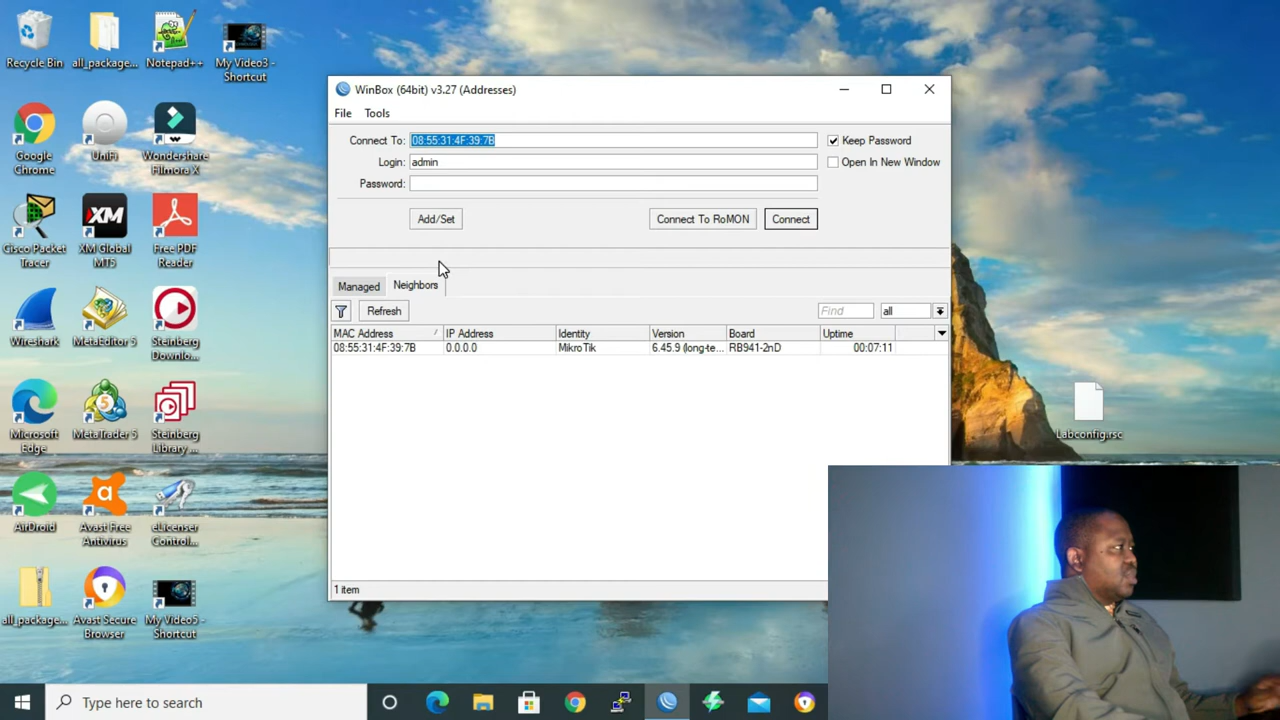 Recycle Bin
all_package...
Notepad++
My Video3 -
Shortcut
Google
Chrome
UniFi
Wondershare
Filmora X
Cisco Packet
Tracer
XM
XM Global
MT5
Free PDF
Reader
Wireshark
MetaEditor 5
Steinberg
Downlo...
Microsoft
Edge
MetaTrader 5
Steinberg
Library ...
AirDroid
Avast Free
Antivirus
eLicenser
Control...
all_package...
Avast Secure
Browser
My Video5 -
Shortcut
WinBox (64bit) v3.27 (Addresses)
File Tools
Connect To: 08:55:31:4F:39:7B
Keep Password
Login: admin
Open In New Window
Password:
Add/Set
Connect To RoMON
Connect
Managed
Neighbors
Refresh
Find
all
MAC Address / IP Address Identity Version Board Uptime
08:55:31:4F:39:7B 0.0.0.0 MikroTik 6.45.9 (long-te... RB941-2nD 00:07:11
1 item
Labconfig.rsc
Type here to search